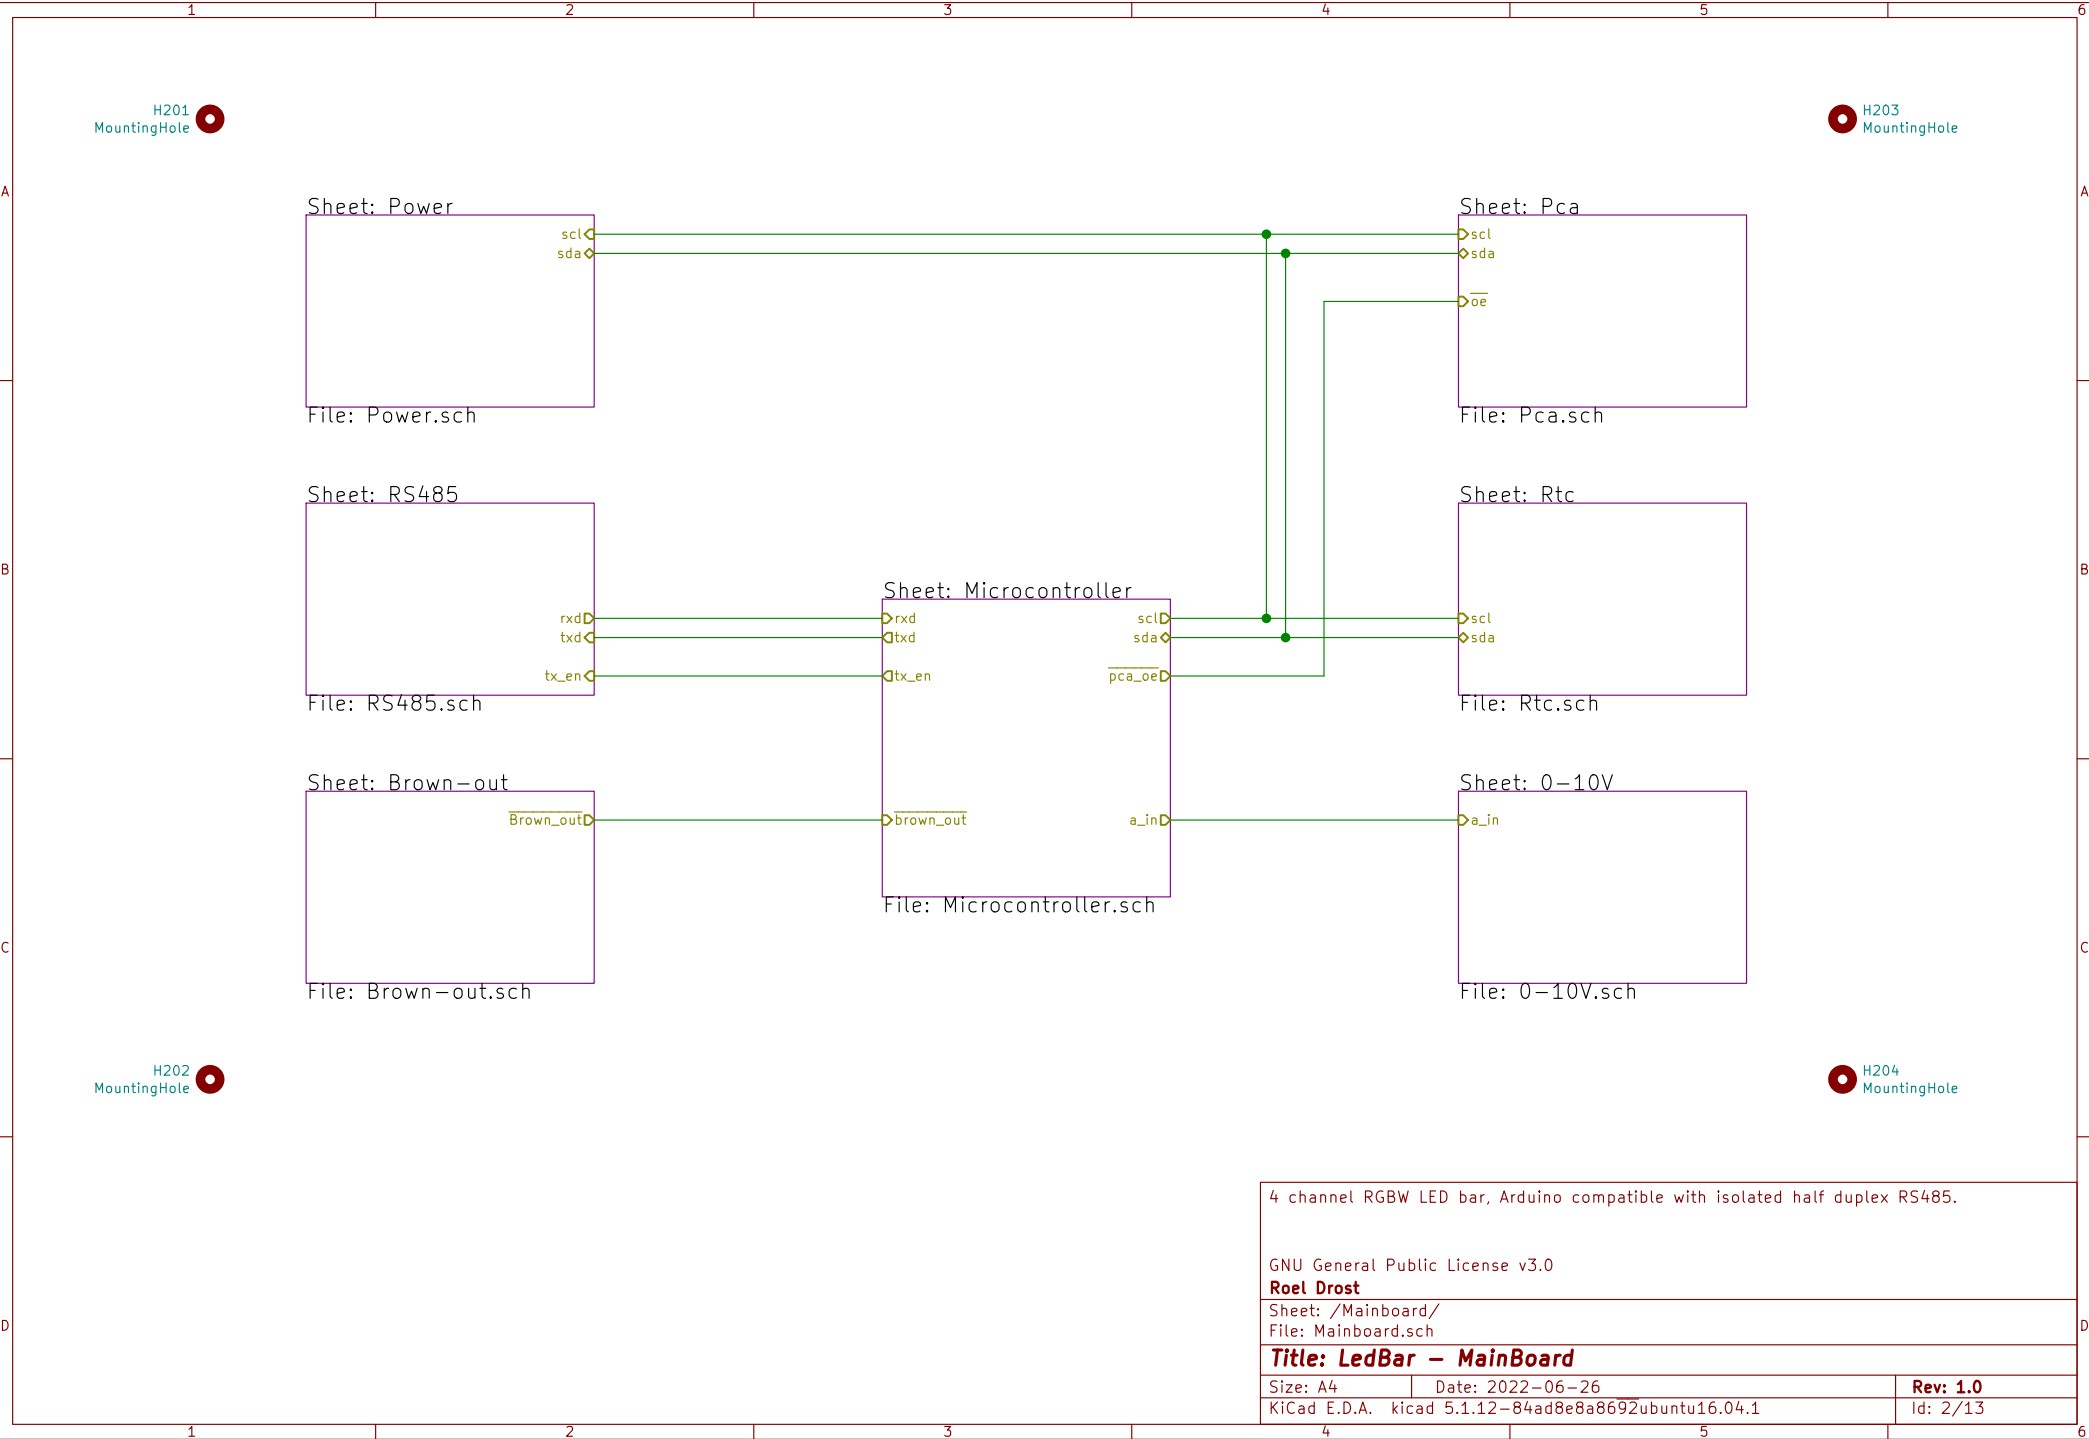 1 2 3 4 5 6
H201
MountingHole
H203
MountingHole
A A
Sheet: Power
scl
sda
File: Power.sch
Sheet: Pca
scl
sda
oe
File: Pca.sch
Sheet: RS485
rxd
txd
tx_en
File: RS485.sch
B B
Sheet: Microcontroller
rxd
txd
tx_en
brown_out
scl
sda
pca_oe
a_in
File: Microcontroller.sch
Sheet: Rtc
scl
sda
File: Rtc.sch
Sheet: Brown-out
Brown_out
File: Brown-out.sch
Sheet: 0-10V
a_in
File: 0-10V.sch
C C
H202
MountingHole
H204
MountingHole
4 channel RGBW LED bar, Arduino compatible with isolated half duplex RS485.
GNU General Public License v3.0
Roel Drost
Sheet: /Mainboard/
File: Mainboard.sch
D D
Title: LedBar - MainBoard
Size: A4 Date: 2022-06-26 Rev: 1.0
KiCad E.D.A. kicad 5.1.12-84ad8e8a8692ubuntu16.04.1 Id: 2/13
1 2 3 4 5 6